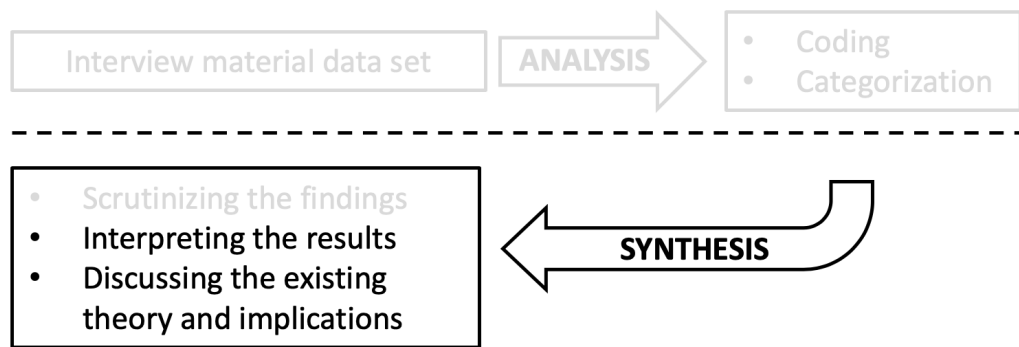 Interview material data set
ANALYSIS
• Coding
• Categorization
• Scrutinizing the findings
• Interpreting the results
• Discussing the existing
theory and implications
SYNTHESIS